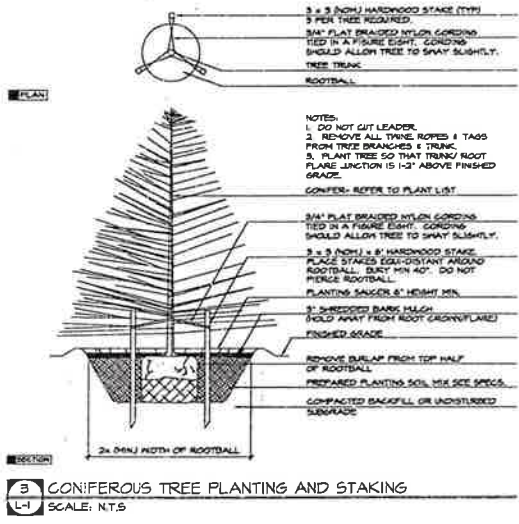 3 x 3 (NOM.) HARDWOOD STAKE (TYP)
3 PER TREE REQUIRED.
3/4" FLAT BRAIDED NYLON CORDING
TIED IN A FIGURE EIGHT. CORDING
SHOULD ALLOW TREE TO SWAY SLIGHTLY.
TREE TRUNK
ROOTBALL
PLAN
NOTES:
1. DO NOT CUT LEADER.
2. REMOVE ALL TWINE, ROPES & TAGS
FROM TREE BRANCHES & TRUNK.
3. PLANT TREE SO THAT TRUNK/ ROOT
FLARE JUNCTION IS 1-2" ABOVE FINISHED
GRADE.
CONIFER- REFER TO PLANT LIST
3/4" FLAT BRAIDED NYLON CORDING
TIED IN A FIGURE EIGHT. CORDING
SHOULD ALLOW TREE TO SWAY SLIGHTLY.
3 x 3 (NOM.) x 8' HARDWOOD STAKE.
PLACE STAKES EQUI-DISTANT AROUND
ROOTBALL. BURY MIN 40". DO NOT
PIERCE ROOTBALL.
PLANTING SAUCER 6" HEIGHT MIN.
3" SHREDDED BARK MULCH
(HOLD AWAY FROM ROOT CROWN/FLARE)
FINISHED GRADE
REMOVE BURLAP FROM TOP HALF
OF ROOTBALL
PREPARED PLANTING SOIL MIX SEE SPECS.
COMPACTED BACKFILL OR UNDISTURBED
SUBGRADE
2x (MIN.) WIDTH OF ROOTBALL
SECTION
3 CONIFEROUS TREE PLANTING AND STAKING
L-1 SCALE: N.T.S